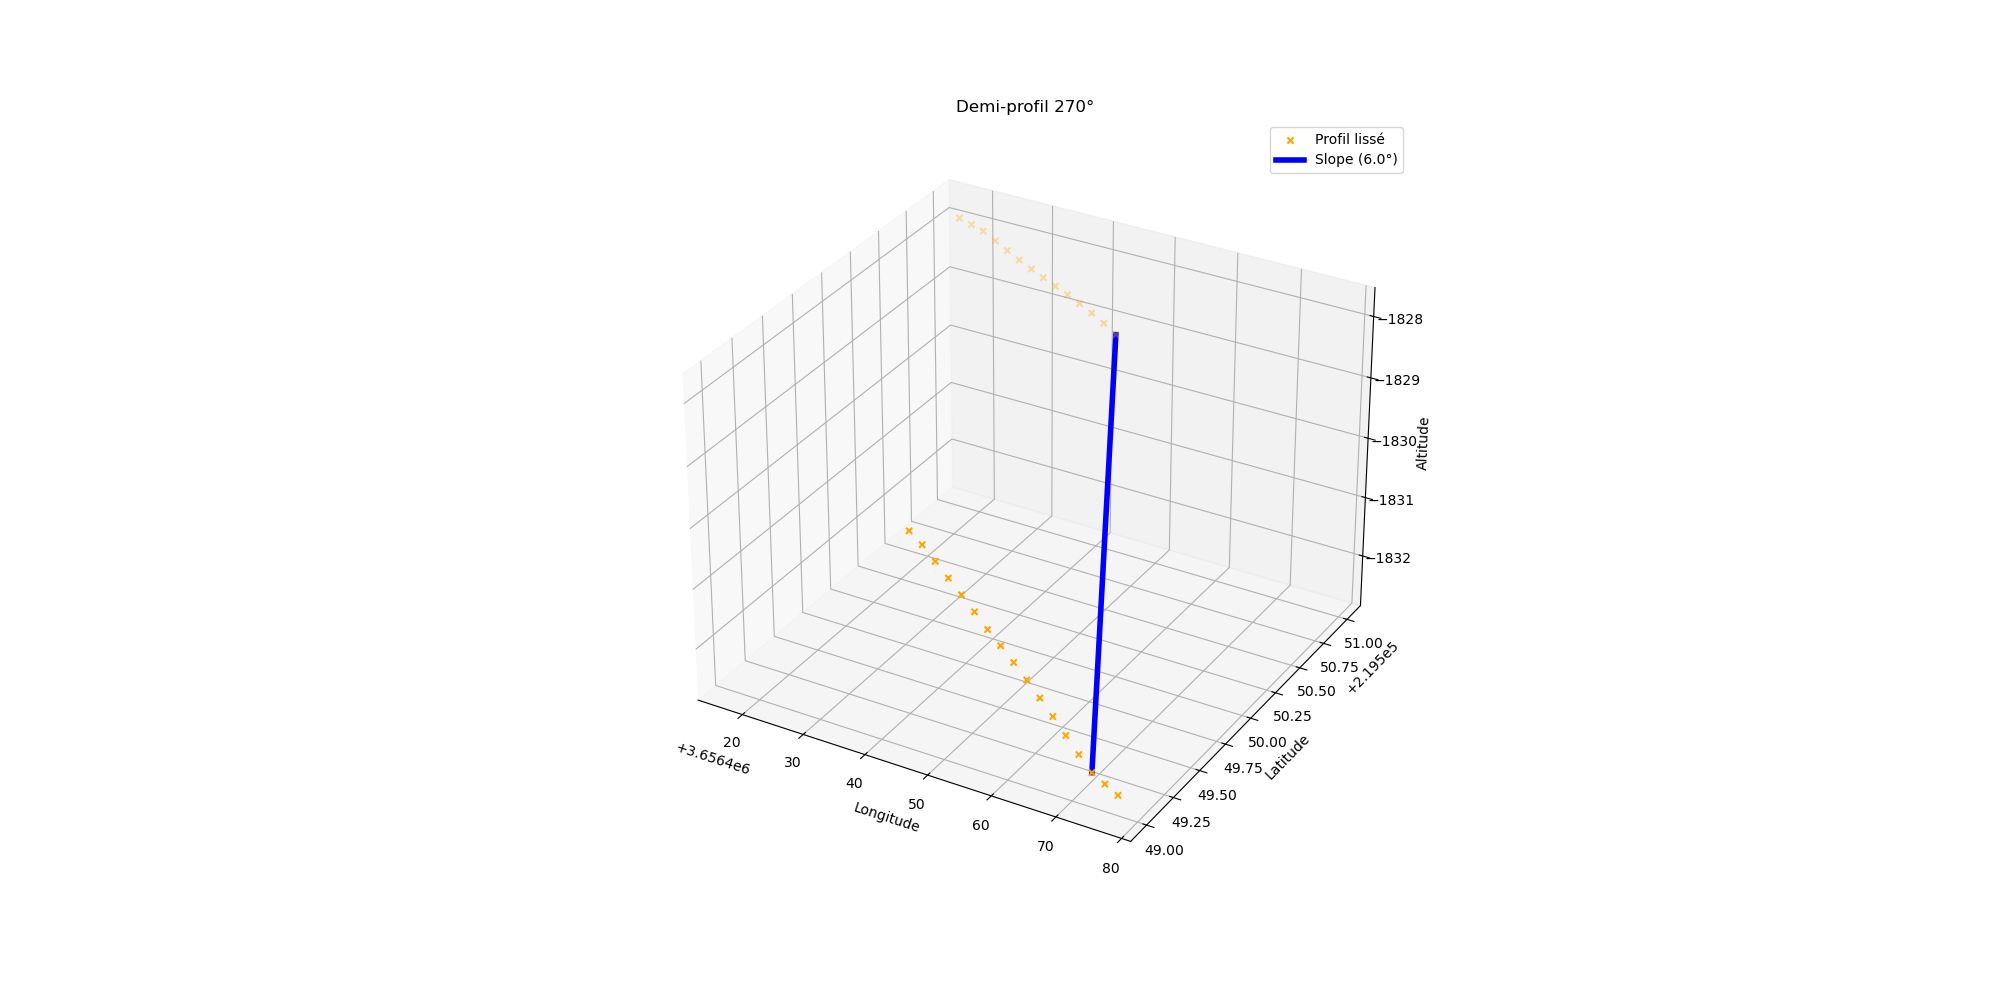 Demi-profil 270°
Profil lissé
Slope (6.0°)
−1828
−1829
−1830
−1831
−1832
Altitude
51.00
50.75
50.50
50.25
50.00
49.75
49.50
49.25
49.00
+2.195e5
Latitude
20
30
40
50
60
70
80
+3.6564e6
Longitude